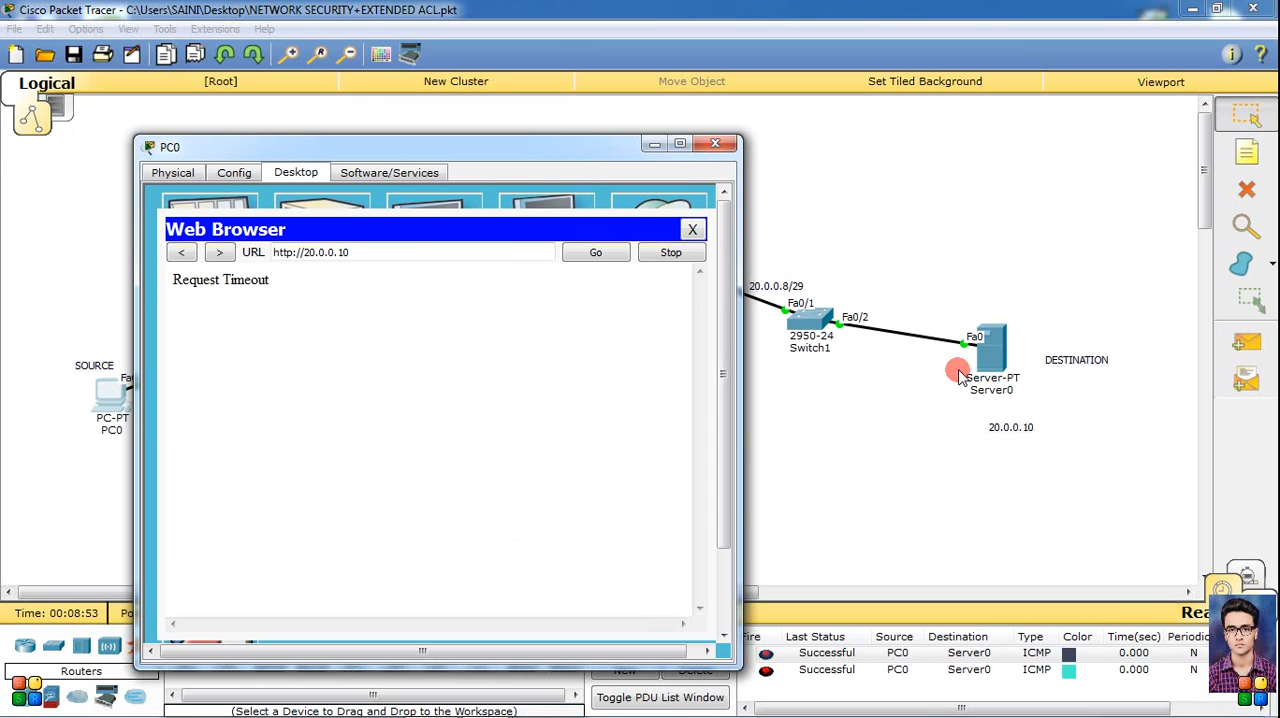 Cisco Packet Tracer - C:\Users\SAINI\Desktop\NETWORK SECURITY+EXTENDED ACL.pkt
File Edit Options View Tools Extensions Help
Logical
[Root]
New Cluster
Move Object
Set Tiled Background
Viewport
PC0
Physical
Config
Desktop
Software/Services
Web Browser
X
<
>
URL
http://20.0.0.10
Go
Stop
Request Timeout
20.0.0.8/29
Fa0/1
Fa0/2
2950-24
Switch1
Fa0
Server-PT
Server0
DESTINATION
20.0.0.10
SOURCE
PC-PT
PC0
Time: 00:08:53
Routers
(Select a Device to Drag and Drop to the Workspace)
Toggle PDU List Window
Fire Last Status Source Destination Type Color Time(sec) Periodic
Successful PC0 Server0 ICMP 0.000 N
Successful PC0 Server0 ICMP 0.000 N